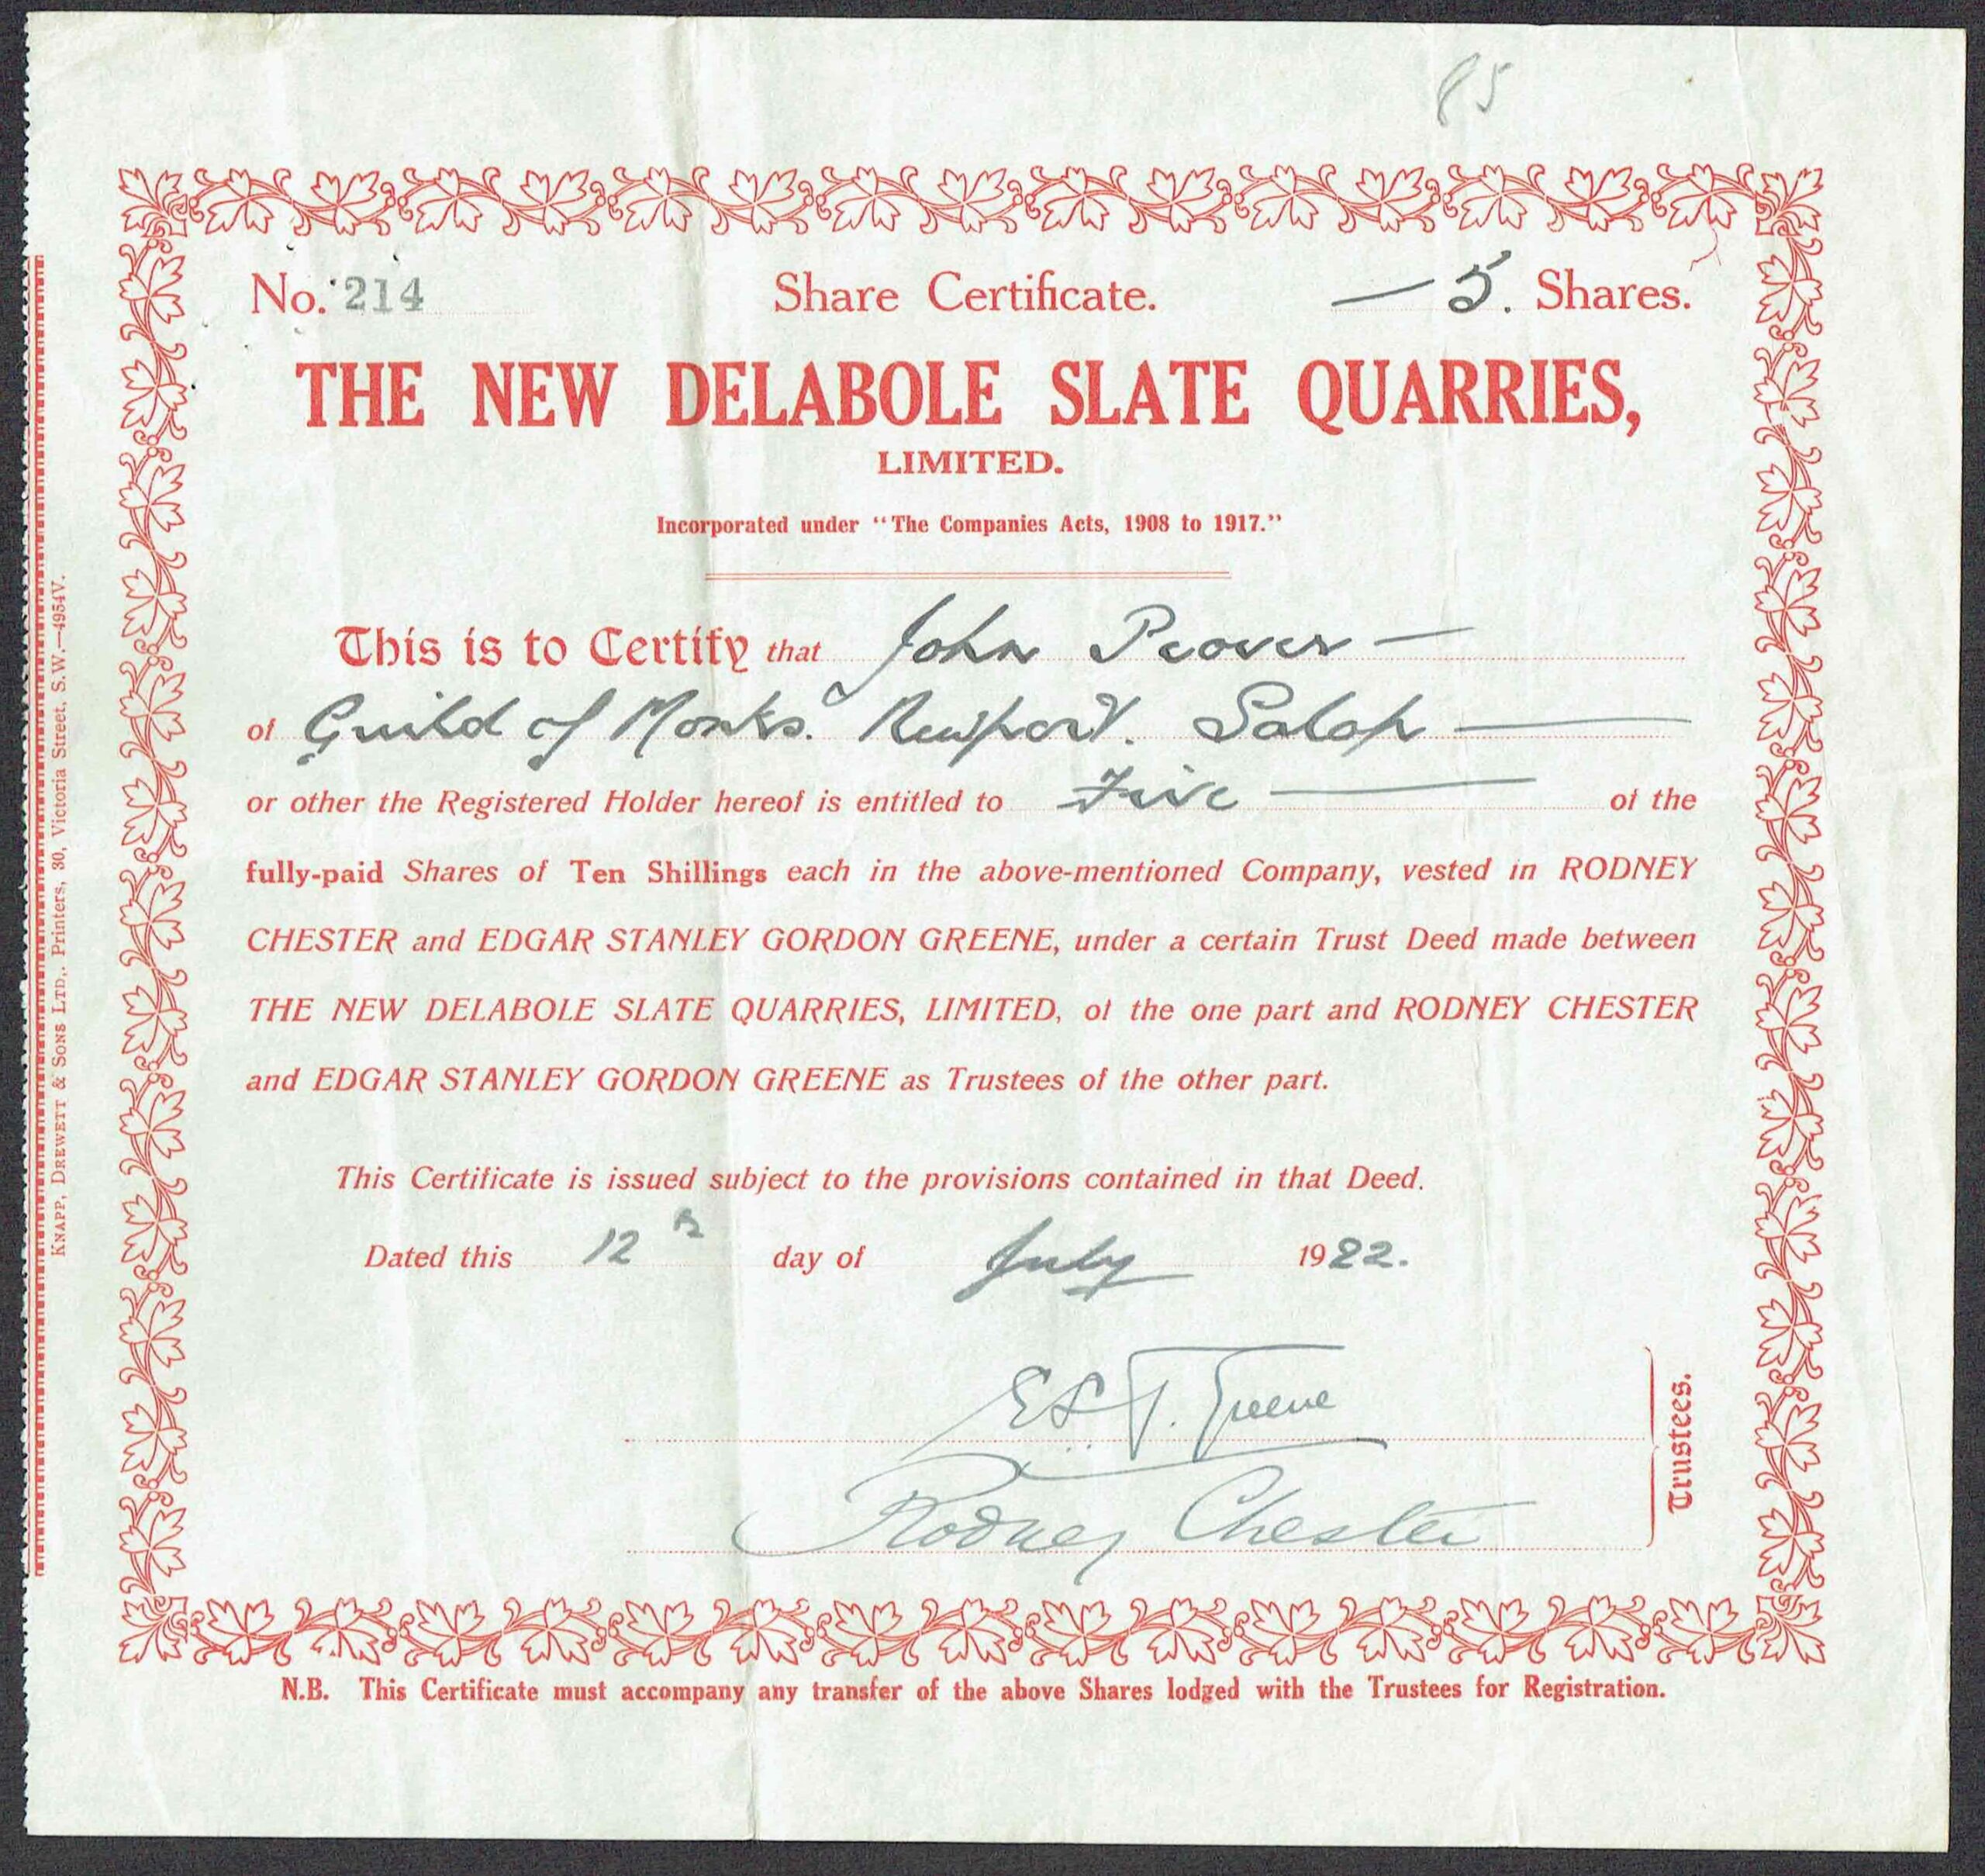 85
No. 214 Share Certificate. — 5. Shares.
THE NEW DELABOLE SLATE QUARRIES,
LIMITED.
Incorporated under “The Companies Acts, 1908 to 1917.”
This is to Certify that John Peover —
of Guild of Monks. Newport. Salop —
or other the Registered Holder hereof is entitled to Five — of the
fully-paid Shares of Ten Shillings each in the above-mentioned Company, vested in RODNEY
CHESTER and EDGAR STANLEY GORDON GREENE, under a certain Trust Deed made between
THE NEW DELABOLE SLATE QUARRIES, LIMITED, of the one part and RODNEY CHESTER
and EDGAR STANLEY GORDON GREENE as Trustees of the other part.
This Certificate is issued subject to the provisions contained in that Deed.
Dated this 12th day of July 1922.
E S G. Greene
Rodney Chester
Trustees.
N.B. This Certificate must accompany any transfer of the above Shares lodged with the Trustees for Registration.
KNAPP, DREWETT & SONS LTD., Printers, 30, Victoria Street, S.W.—4954V.